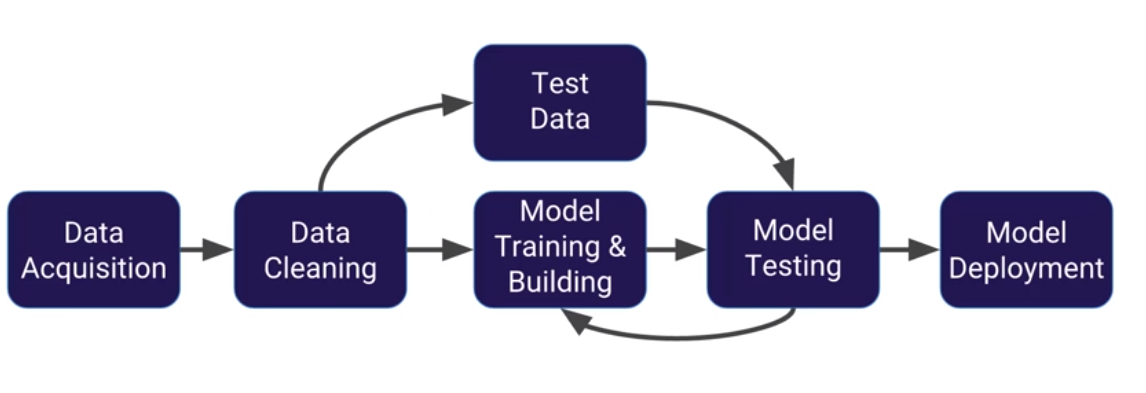 Test
Data
Data
Acquisition
Data
Cleaning
Model
Training &
Building
Model
Testing
Model
Deployment